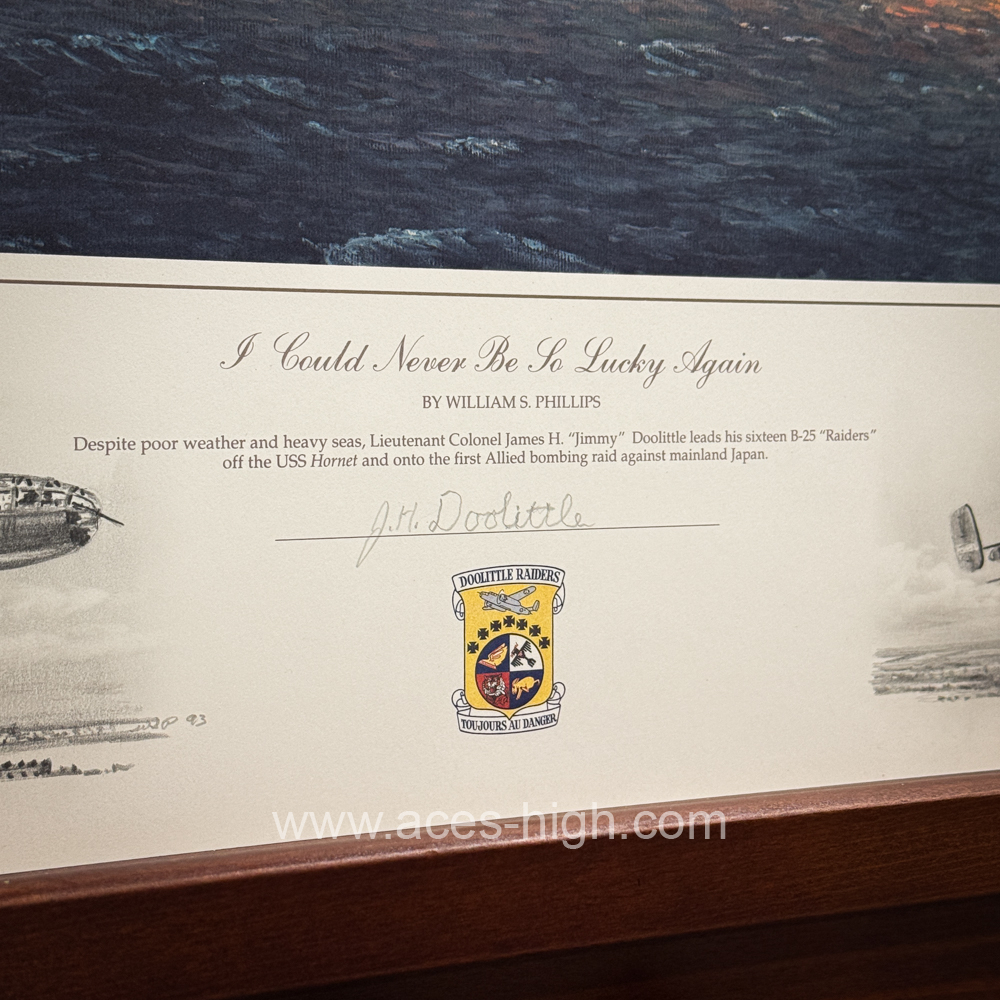 I Could Never Be So Lucky Again
BY WILLIAM S. PHILLIPS
Despite poor weather and heavy seas, Lieutenant Colonel James H. “Jimmy” Doolittle leads his sixteen B-25 “Raiders”
off the USS Hornet and onto the first Allied bombing raid against mainland Japan.
J.H. Doolittle
DOOLITTLE RAIDERS
TOUJOURS AU DANGER
WSP 93
www.aces-high.com